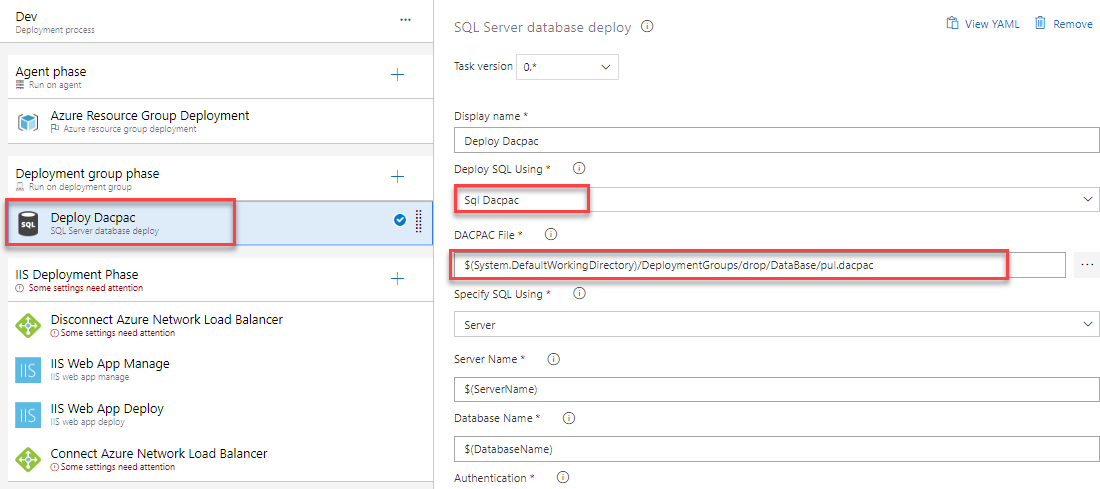 Dev
Deployment process
Agent phase
Run on agent
Azure Resource Group Deployment
Azure resource group deployment
Deployment group phase
Run on deployment group
SQL
Deploy Dacpac
SQL Server database deploy
IIS Deployment Phase
Some settings need attention
Disconnect Azure Network Load Balancer
Some settings need attention
IIS
IIS Web App Manage
IIS web app manage
IIS
IIS Web App Deploy
IIS web app deploy
Connect Azure Network Load Balancer
Some settings need attention
SQL Server database deploy
View YAML
Remove
Task version 0.*
Display name *
Deploy Dacpac
Deploy SQL Using *
Sql Dacpac
DACPAC File *
$(System.DefaultWorkingDirectory)/DeploymentGroups/drop/DataBase/pul.dacpac
...
Specify SQL Using *
Server
Server Name *
$(ServerName)
Database Name *
$(DatabaseName)
Authentication *